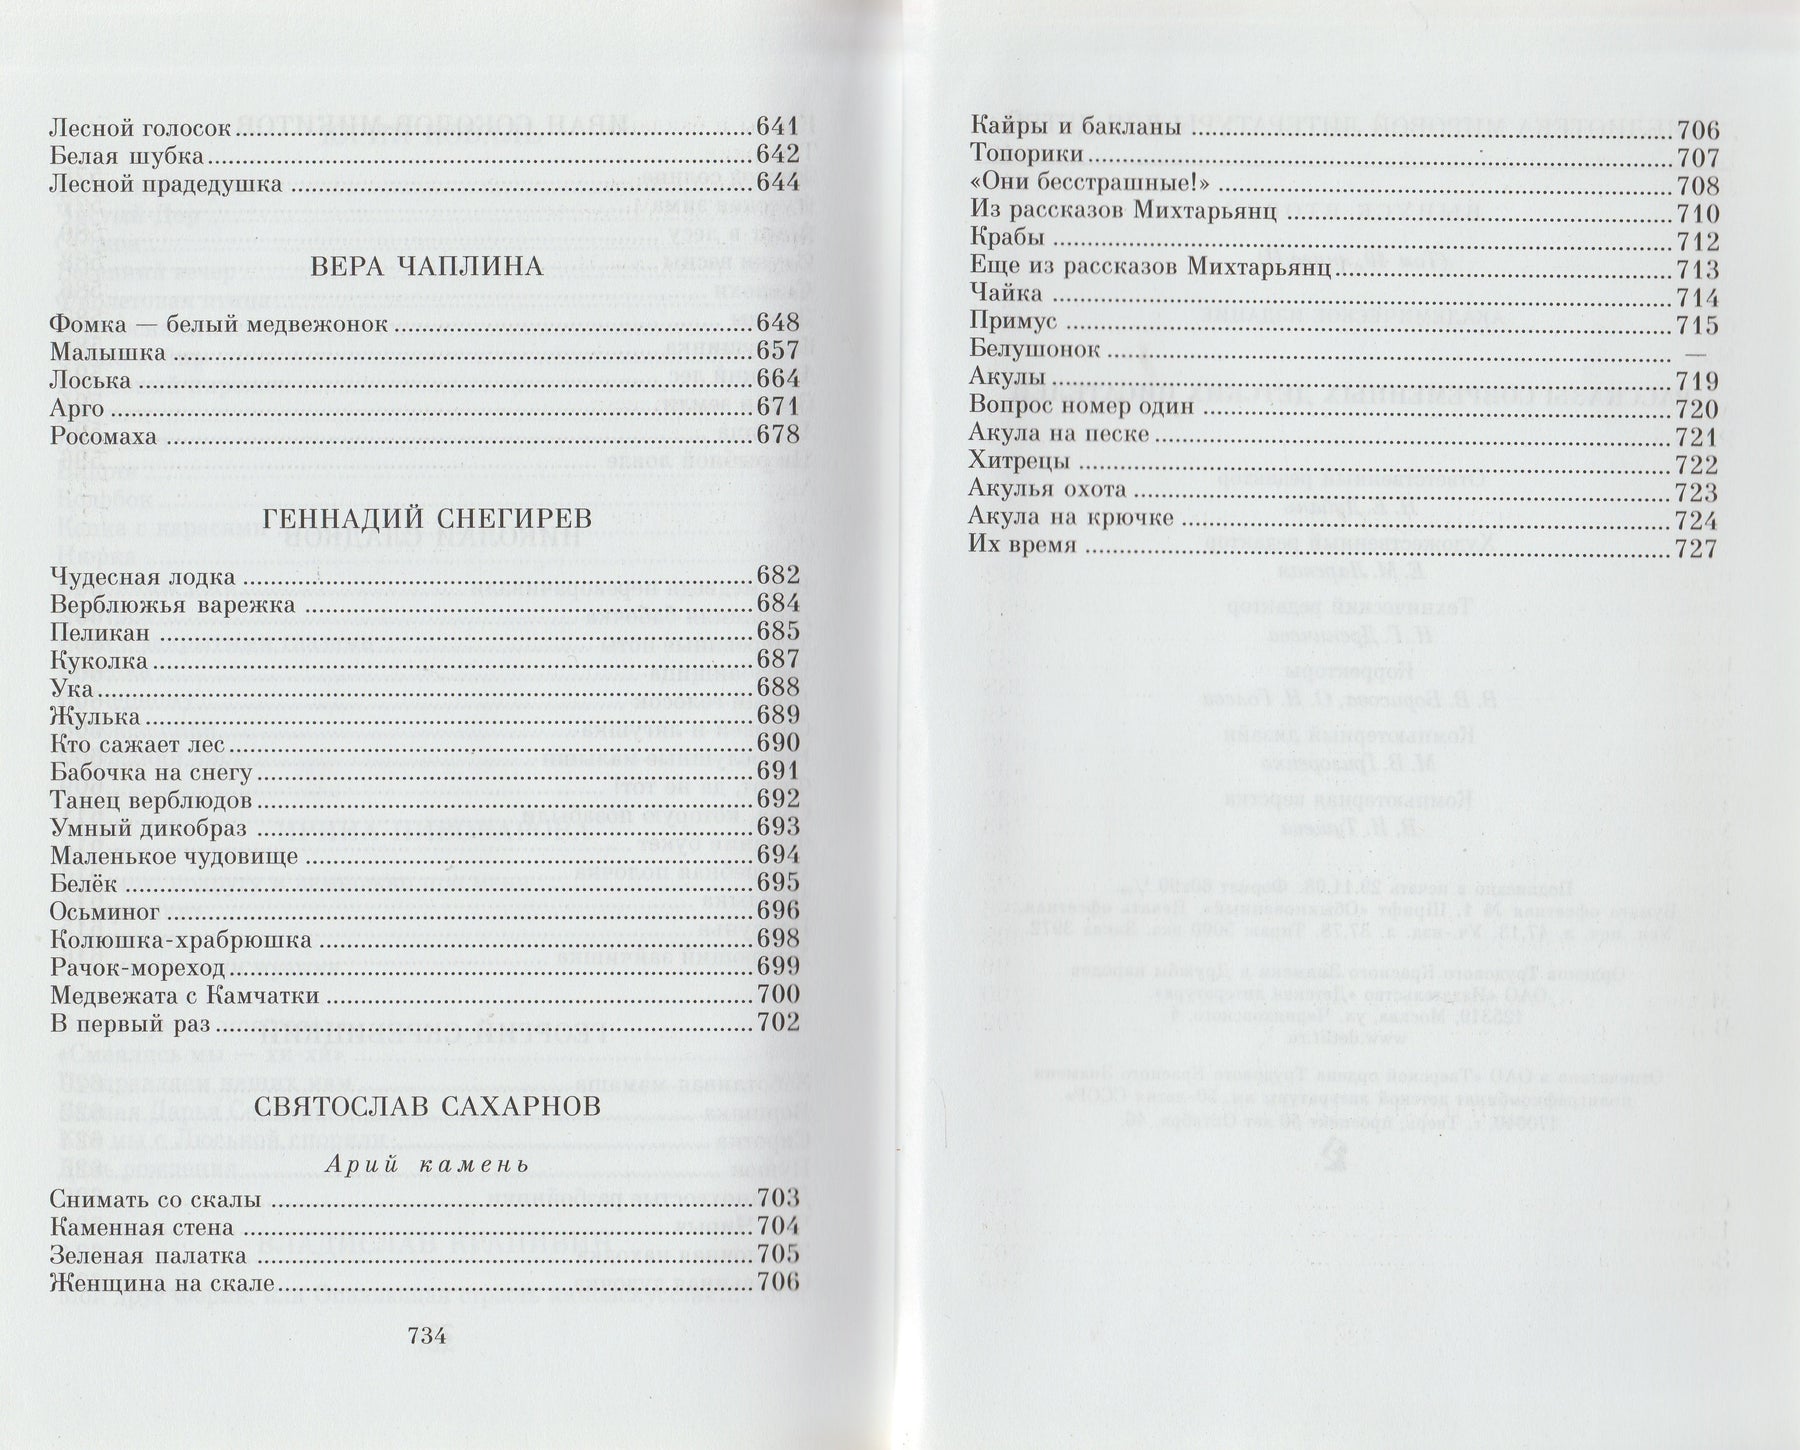 Лесной голосок 641
Белая шубка 642
Лесной прадедушка 644
ВЕРА ЧАПЛИНА
Фомка — белый медвежонок 648
Малышка 657
Лоська 664
Арго 671
Росомаха 678
ГЕННАДИЙ СНЕГИРЕВ
Чудесная лодка 682
Верблюжья варежка 684
Пеликан 685
Куколка 687
Ука 688
Жулька 689
Кто сажает лес 690
Бабочка на снегу 691
Танец верблюдов 692
Умный дикобраз 693
Маленькое чудовище 694
Белёк 695
Осьминог 696
Колюшка-храбрюшка 698
Рачок-мореход 699
Медвежата с Камчатки 700
В первый раз 702
СВЯТОСЛАВ САХАРНОВ
Арий камень
Снимать со скалы 703
Каменная стена 704
Зеленая палатка 705
Женщина на скале 706
734
Кайры и бакланы 706
Топорики 707
«Они бесстрашные!» 708
Из рассказов Михтарьянц 710
Крабы 712
Еще из рассказов Михтарьянц 713
Чайка 714
Примус 715
Белушонок —
Акулы 719
Вопрос номер один 720
Акула на песке 721
Хитрецы 722
Акулья охота 723
Акула на крючке 724
Их время 727